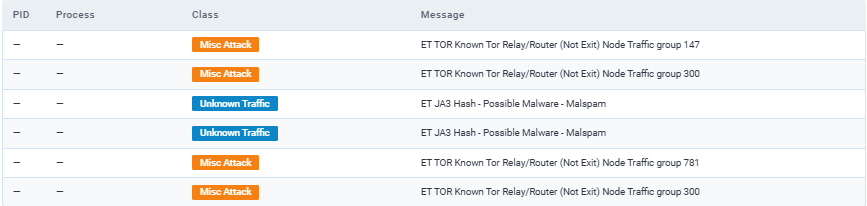 PID Process Class Message
– – Misc Attack ET TOR Known Tor Relay/Router (Not Exit) Node Traffic group 147
– – Misc Attack ET TOR Known Tor Relay/Router (Not Exit) Node Traffic group 300
– – Unknown Traffic ET JA3 Hash - Possible Malware - Malspam
– – Unknown Traffic ET JA3 Hash - Possible Malware - Malspam
– – Misc Attack ET TOR Known Tor Relay/Router (Not Exit) Node Traffic group 781
– – Misc Attack ET TOR Known Tor Relay/Router (Not Exit) Node Traffic group 300